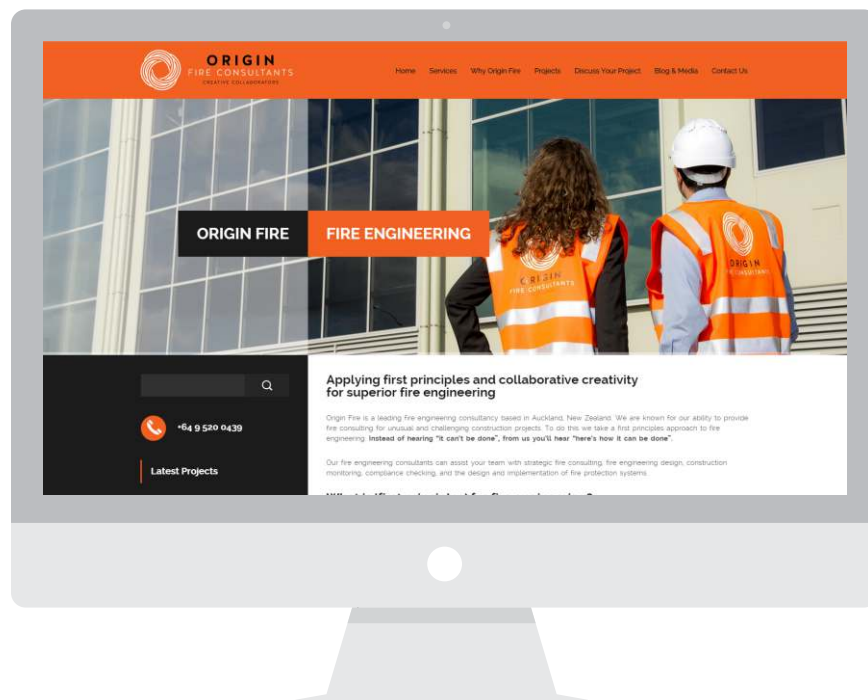 ORIGIN
FIRE CONSULTANTS
CREATIVE COLLABORATORS
Home Services Why Origin Fire Projects Discuss Your Project Blog & Media Contact Us
ORIGIN FIRE FIRE ENGINEERING
ORIGIN
FIRE CONSULTANTS
ORIGIN
FIRE CONSULTANTS
+64 9 520 0439
Latest Projects
Applying first principles and collaborative creativity
for superior fire engineering
Origin Fire is a leading fire engineering consultancy based in Auckland, New Zealand. We are known for our ability to provide
fire consulting for unusual and challenging construction projects. To do this we take a first principles approach to fire
engineering. Instead of hearing "it can't be done", from us you'll hear "here's how it can be done".
Our fire engineering consultants can assist your team with strategic fire consulting, fire engineering design, construction
monitoring, compliance checking, and the design and implementation of fire protection systems.